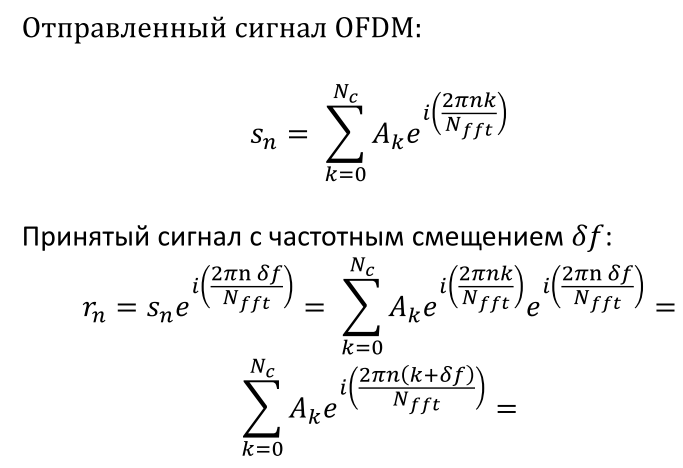 Отправленный сигнал OFDM:
$s_n = \sum_{k=0}^{N_c} A_k e^{i\left(\frac{2\pi nk}{N_{fft}}\right)}$
Принятый сигнал с частотным смещением $\delta f$:
$r_n = s_n e^{i\left(\frac{2\pi \mathrm{n}\,\delta f}{N_{fft}}\right)} = \sum_{k=0}^{N_c} A_k e^{i\left(\frac{2\pi nk}{N_{fft}}\right)} e^{i\left(\frac{2\pi \mathrm{n}\,\delta f}{N_{fft}}\right)} =$
$\sum_{k=0}^{N_c} A_k e^{i\left(\frac{2\pi n(k+\delta f)}{N_{fft}}\right)} =$